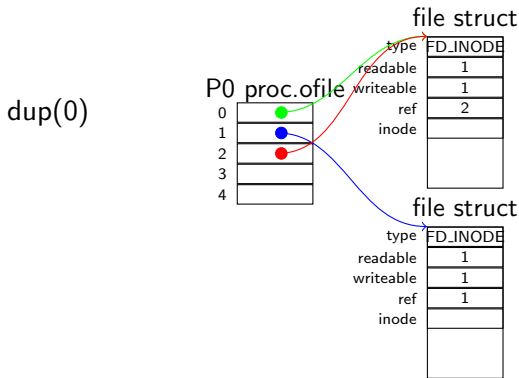 dup(0)
P0 proc.ofile
0
1
2
3
4
file struct
type FD_INODE
readable 1
writeable 1
ref 2
inode
file struct
type FD_INODE
readable 1
writeable 1
ref 1
inode